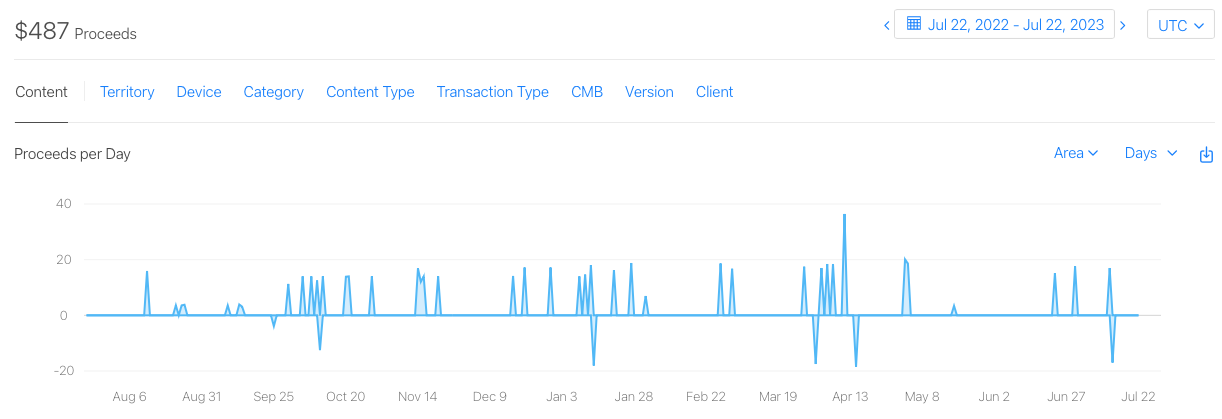 $487 Proceeds
Jul 22, 2022 - Jul 22, 2023
UTC
Content Territory Device Category Content Type Transaction Type CMB Version Client
Proceeds per Day
Area Days
40
20
0
-20
Aug 6 Aug 31 Sep 25 Oct 20 Nov 14 Dec 9 Jan 3 Jan 28 Feb 22 Mar 19 Apr 13 May 8 Jun 2 Jun 27 Jul 22